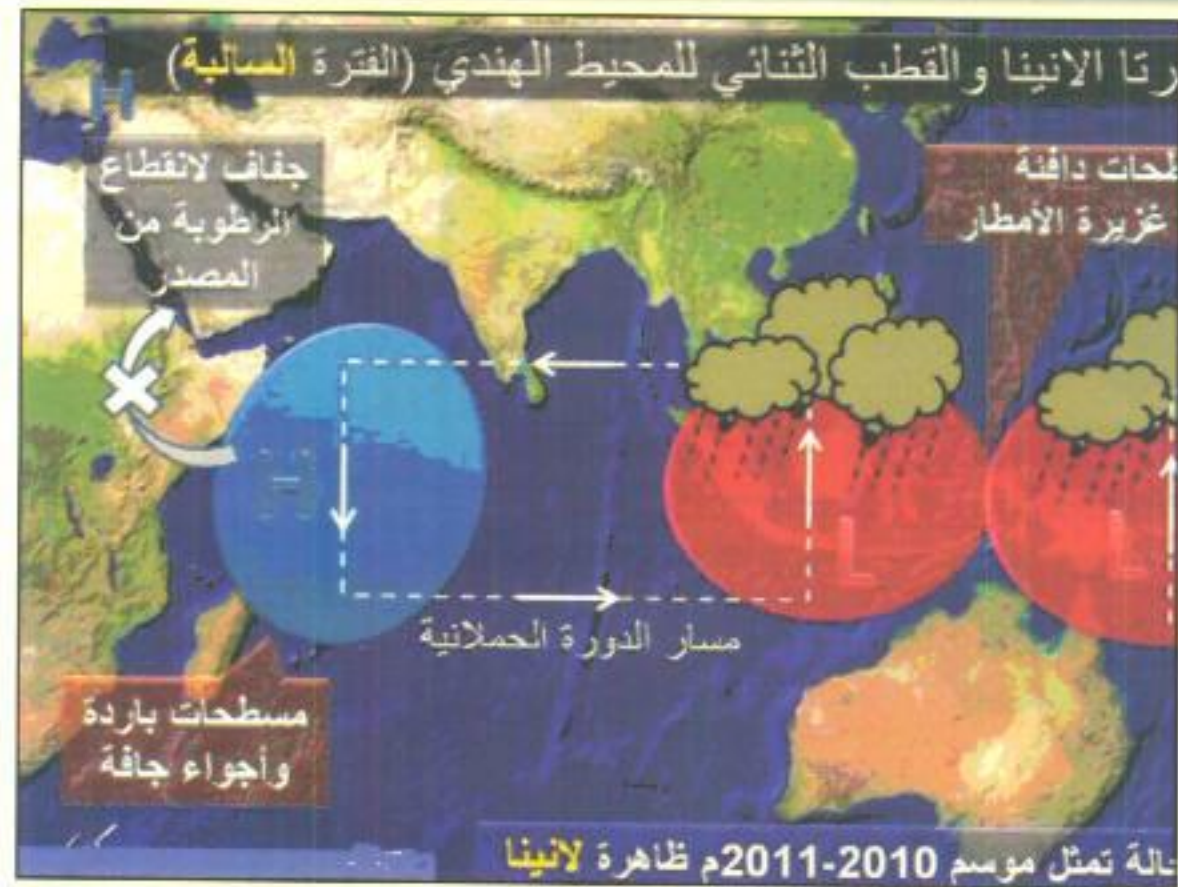 رتا الانينا والقطب الثنائي للمحيط الهندي (الفترة السالبة)
H
جفاف لانقطاع
الرطوبة من
المصدر
طحات دافئة
غزيرة الأمطار
H
L
L
مسار الدورة الحملانية
مسطحات باردة
وأجواء جافة
حالة تمثل موسم 2010-2011م ظاهرة لانينا